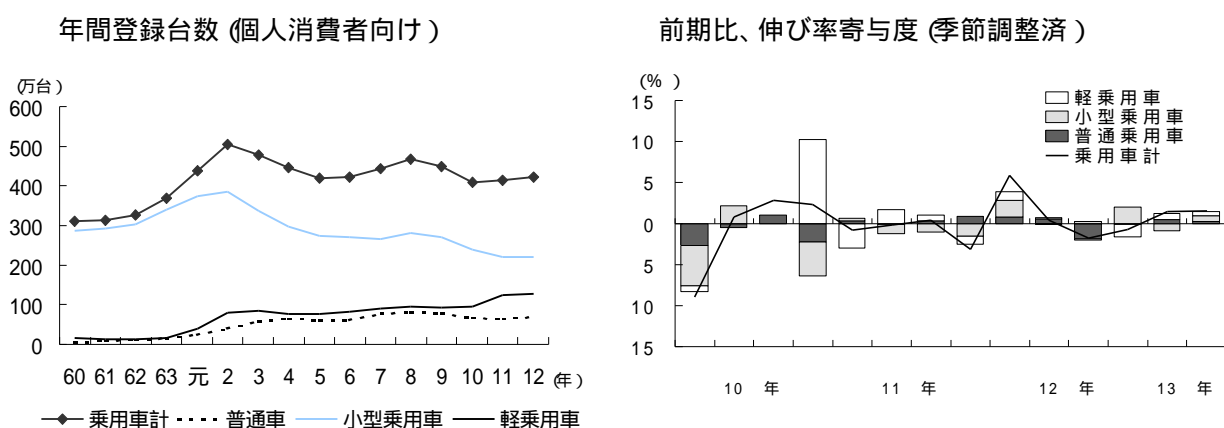 年間登録台数 (個人消費者向け)
(万台)
600
500
400
300
200
100
0
60 61 62 63 元 2 3 4 5 6 7 8 9 10 11 12 (年)
乗用車計 普通車 小型乗用車 軽乗用車
前期比、伸び率寄与度 (季節調整済)
(%)
15
10
5
0
5
10
15
軽乗用車
小型乗用車
普通乗用車
乗用車計
10 年 11 年 12 年 13 年